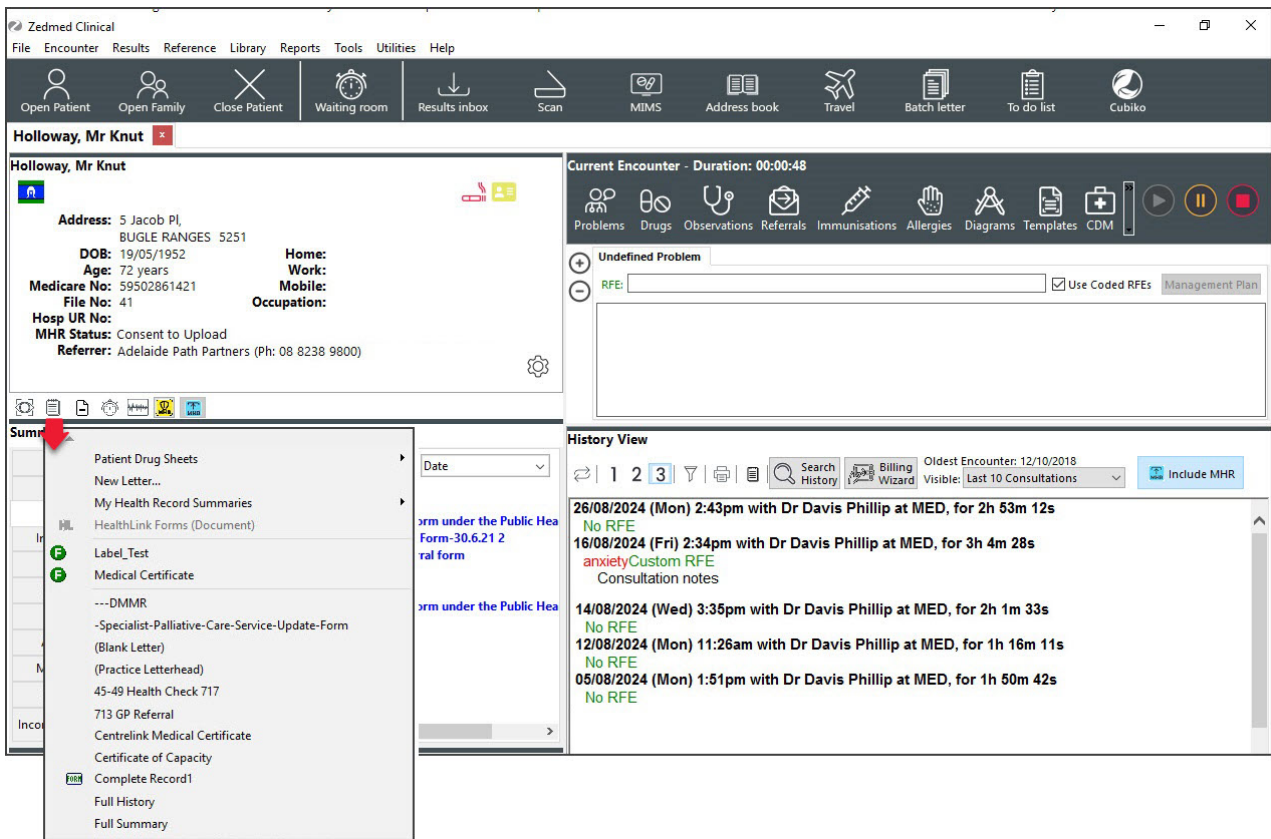 Zedmed Clinical
File Encounter Results Reference Library Reports Tools Utilities Help
Open Patient Open Family Close Patient Waiting room Results inbox Scan MIMS Address book Travel Batch letter To do list Cubiko
Holloway, Mr Knut x
Holloway, Mr Knut
Address: 5 Jacob Pl,
BUGLE RANGES 5251
DOB: 19/05/1952 Home:
Age: 72 years Work:
Medicare No: 59502861421 Mobile:
File No: 41 Occupation:
Hosp UR No:
MHR Status: Consent to Upload
Referrer: Adelaide Path Partners (Ph: 08 8238 9800)
Current Encounter - Duration: 00:00:48
Problems Drugs Observations Referrals Immunisations Allergies Diagrams Templates CDM
Undefined Problem
RFE: Use Coded RFEs Management Plan
Patient Drug Sheets
New Letter...
My Health Record Summaries
HL HealthLink Forms (Document)
F Label_Test
F Medical Certificate
---DMMR
-Specialist-Palliative-Care-Service-Update-Form
(Blank Letter)
(Practice Letterhead)
45-49 Health Check 717
713 GP Referral
Centrelink Medical Certificate
Certificate of Capacity
FORM Complete Record1
Full History
Full Summary
Date
orm under the Public Hea
Form-30.6.21 2
ral form
orm under the Public Hea
History View
1 2 3 Search History Billing Wizard Oldest Encounter: 12/10/2018
Visible: Last 10 Consultations Include MHR
26/08/2024 (Mon) 2:43pm with Dr Davis Phillip at MED, for 2h 53m 12s
No RFE
16/08/2024 (Fri) 2:34pm with Dr Davis Phillip at MED, for 3h 4m 28s
anxietyCustom RFE
Consultation notes
14/08/2024 (Wed) 3:35pm with Dr Davis Phillip at MED, for 2h 1m 33s
No RFE
12/08/2024 (Mon) 11:26am with Dr Davis Phillip at MED, for 1h 16m 11s
No RFE
05/08/2024 (Mon) 1:51pm with Dr Davis Phillip at MED, for 1h 50m 42s
No RFE